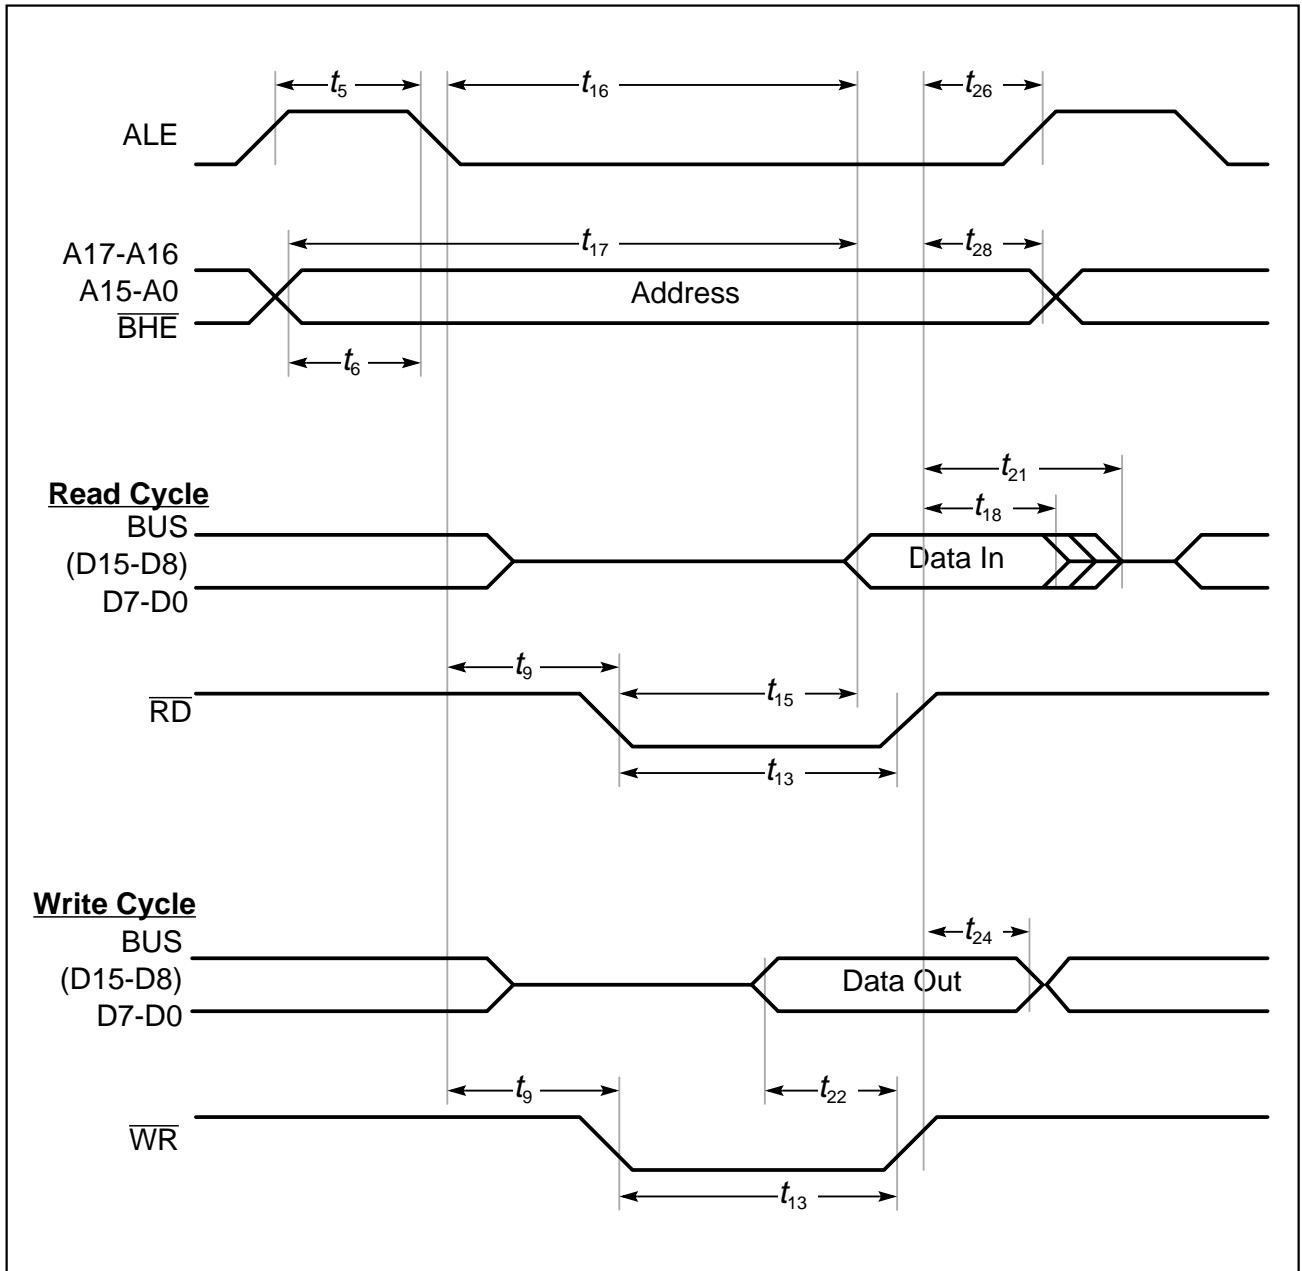 t5
t16
t26
ALE
t17
t28
A17-A16
A15-A0
Address
BHE
t6
t21
Read Cycle
t18
BUS
(D15-D8)
Data In
D7-D0
t9
t15
RD
t13
Write Cycle
t24
BUS
(D15-D8)
Data Out
D7-D0
t9
t22
WR
t13